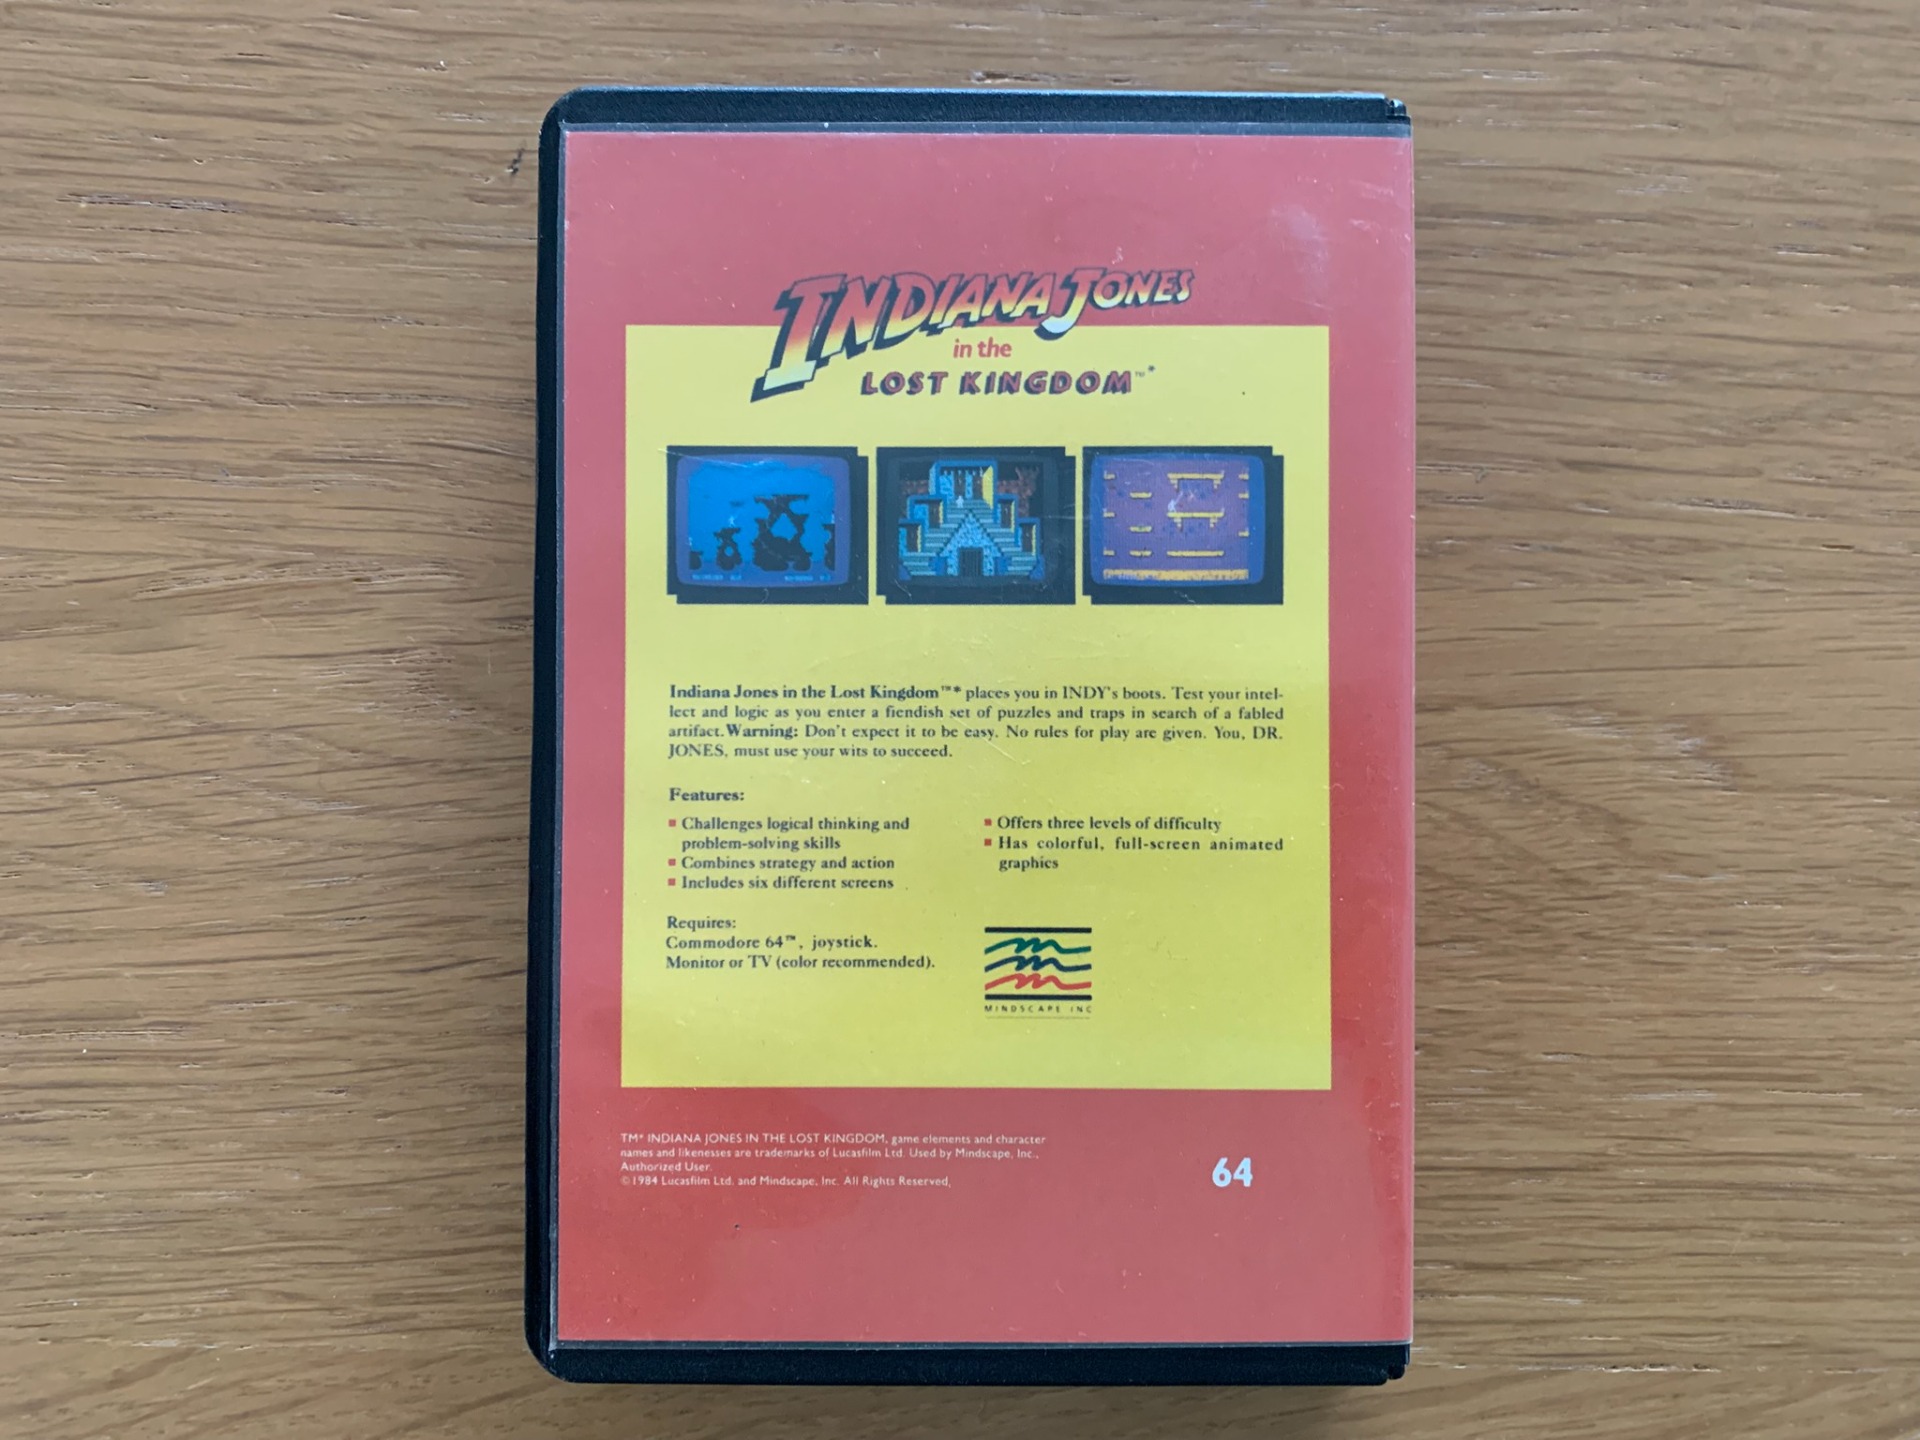 INDIANA JONES
in the
LOST KINGDOM™*
Indiana Jones in the Lost Kingdom™* places you in INDY's boots. Test your intel-
lect and logic as you enter a fiendish set of puzzles and traps in search of a fabled
artifact. Warning: Don't expect it to be easy. No rules for play are given. You, DR.
JONES, must use your wits to succeed.
Features:
▪ Challenges logical thinking and
problem-solving skills
▪ Combines strategy and action
▪ Includes six different screens
▪ Offers three levels of difficulty
▪ Has colorful, full-screen animated
graphics
Requires:
Commodore 64™, joystick.
Monitor or TV (color recommended).
MINDSCAPE INC
TM* INDIANA JONES IN THE LOST KINGDOM, game elements and character
names and likenesses are trademarks of Lucasfilm Ltd. Used by Mindscape, Inc.,
Authorized User.
©1984 Lucasfilm Ltd. and Mindscape, Inc. All Rights Reserved,
64